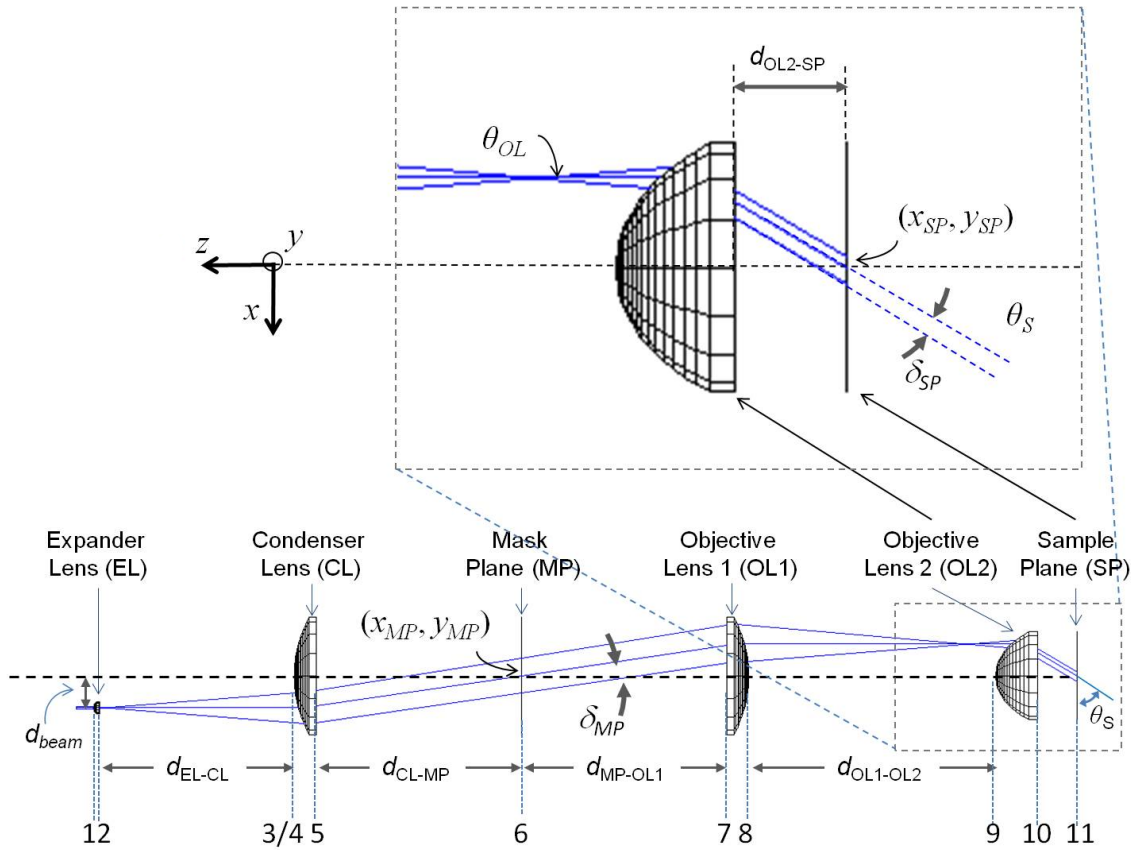 d_OL2-SP
θ_OL
(x_SP, y_SP)
z
y
x
θ_S
δ_SP
Expander
Lens (EL)
Condenser
Lens (CL)
Mask
Plane (MP)
Objective
Lens 1 (OL1)
Objective
Lens 2 (OL2)
Sample
Plane (SP)
(x_MP, y_MP)
d_beam
δ_MP
θ_S
d_EL-CL
d_CL-MP
d_MP-OL1
d_OL1-OL2
12 3/4 5 6 7 8 9 10 11